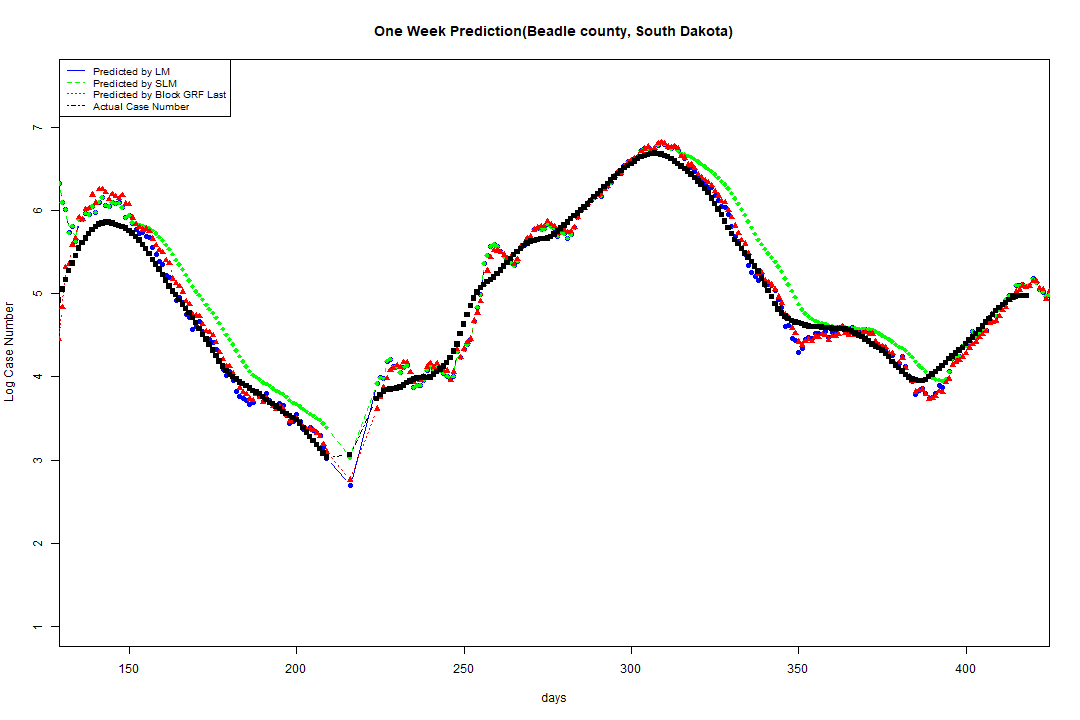 One Week Prediction(Beadle county, South Dakota)
Predicted by LM
Predicted by SLM
Predicted by Block GRF Last
Actual Case Number
7
6
5
4
3
2
1
Log Case Number
150 200 250 300 350 400
days